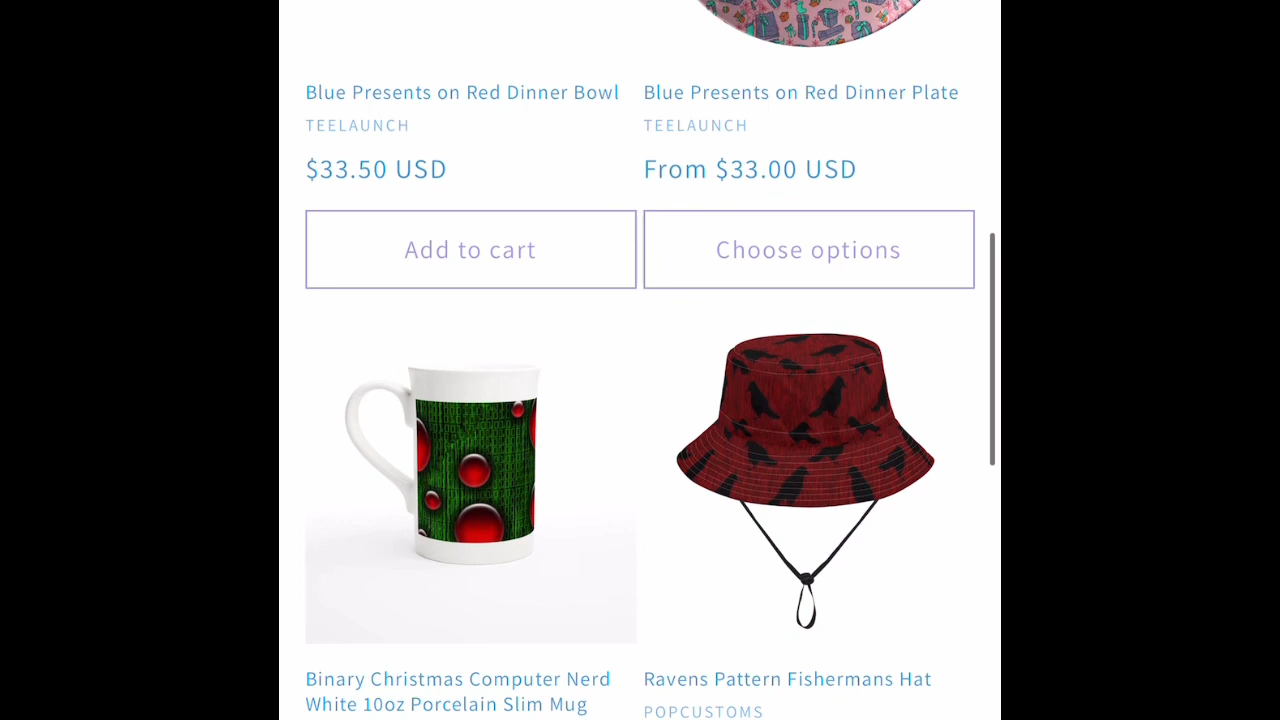 Blue Presents on Red Dinner Bowl
TEELAUNCH
$33.50 USD
Add to cart
Blue Presents on Red Dinner Plate
TEELAUNCH
From $33.00 USD
Choose options
Binary Christmas Computer Nerd
White 10oz Porcelain Slim Mug
Ravens Pattern Fishermans Hat
POPCUSTOMS